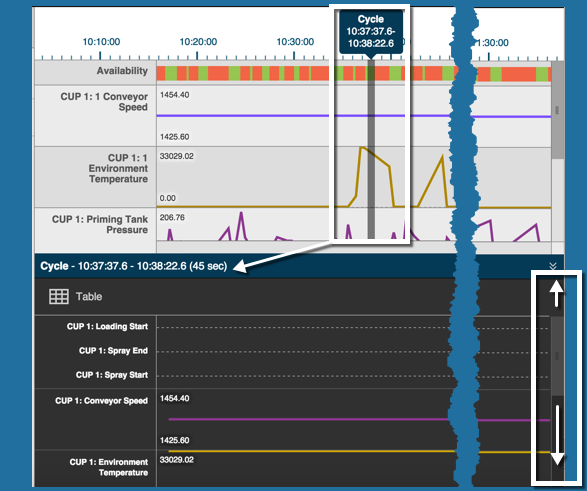 Cycle
10:37:37.6-
10:38:22.6
10:10:00
10:20:00
10:30:00
:30:00
Availability
CUP 1: 1 Conveyor
Speed
1454.40
1425.60
CUP 1: 1
Environment
Temperature
33029.02
0.00
CUP 1: Priming Tank
Pressure
206.76
Cycle - 10:37:37.6 - 10:38:22.6 (45 sec)
Table
CUP 1: Loading Start
CUP 1: Spray End
CUP 1: Spray Start
CUP 1: Conveyor Speed
1454.40
1425.60
CUP 1: Environment
Temperature
33029.02